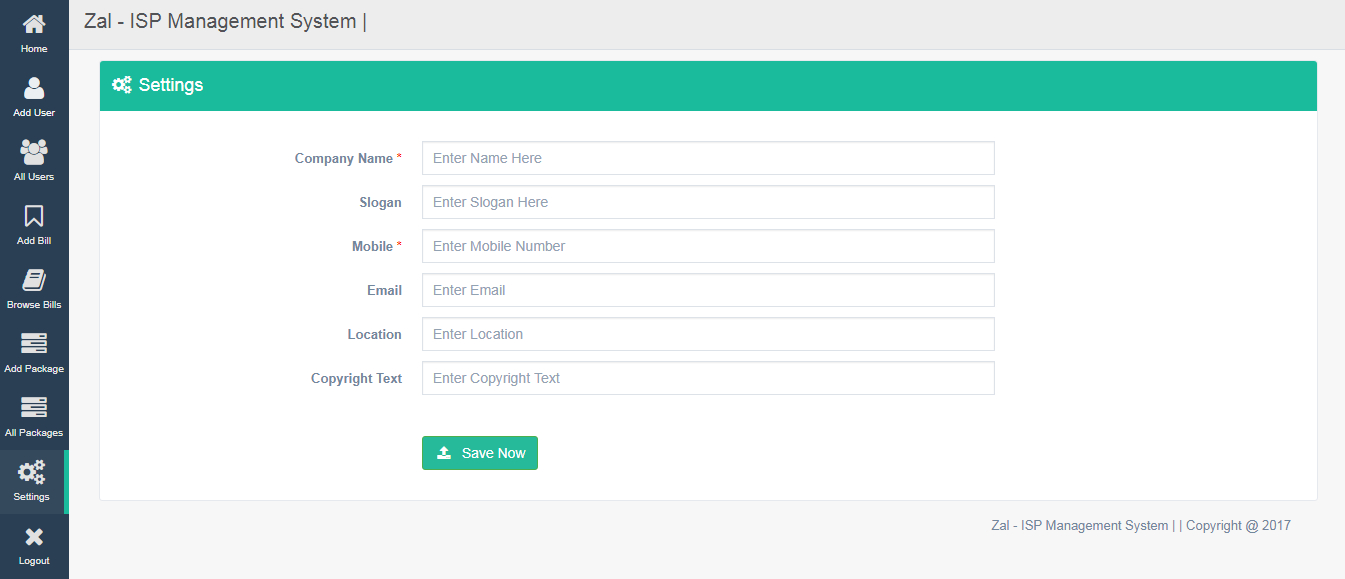 Zal - ISP Management System |
Home
Add User
All Users
Add Bill
Browse Bills
Add Package
All Packages
Settings
Logout
Settings
Company Name * Enter Name Here
Slogan Enter Slogan Here
Mobile * Enter Mobile Number
Email Enter Email
Location Enter Location
Copyright Text Enter Copyright Text
Save Now
Zal - ISP Management System | | Copyright @ 2017